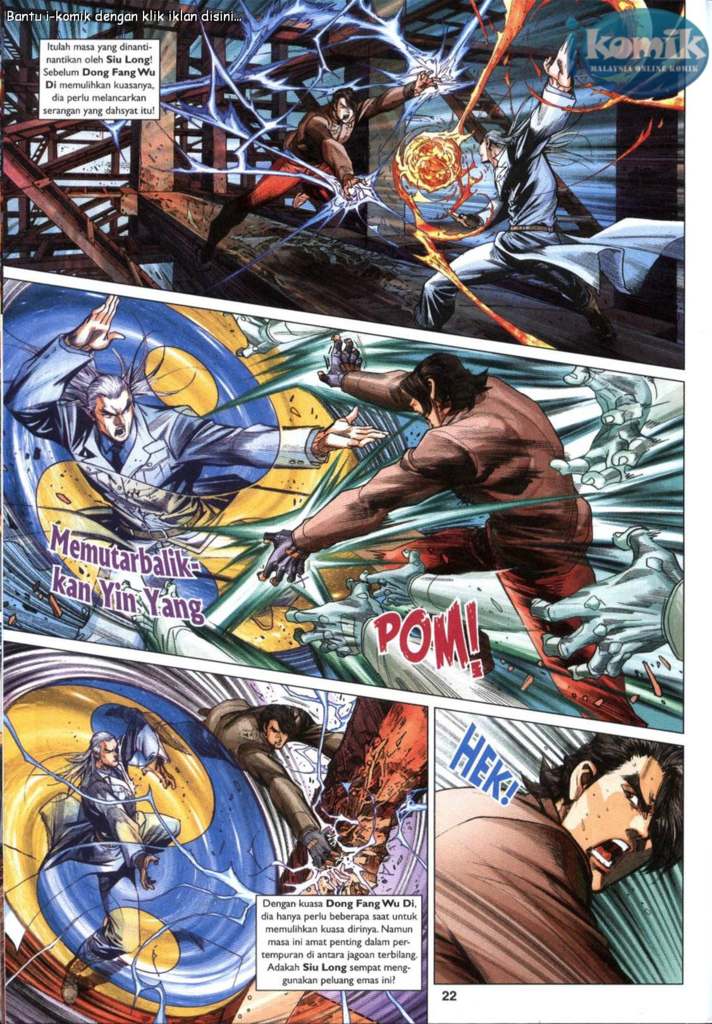 Bantu i-komik dengan klik iklan disini...
ikomik
MALAYSIA ONLINE KOMIK
Itulah masa yang dinanti-
nantikan oleh Siu Long!
Sebelum Dong Fang Wu
Di memulihkan kuasanya,
dia perlu melancarkan
serangan yang dahsyat itu!
Memutarbalik-
kan Yin Yang
POM!
HEK!
Dengan kuasa Dong Fang Wu Di,
dia hanya perlu beberapa saat untuk
memulihkan kuasa dirinya. Namun
masa ini amat penting dalam per-
tempuran di antara jagoan terbilang.
Adakah Siu Long sempat meng-
gunakan peluang emas ini?
22